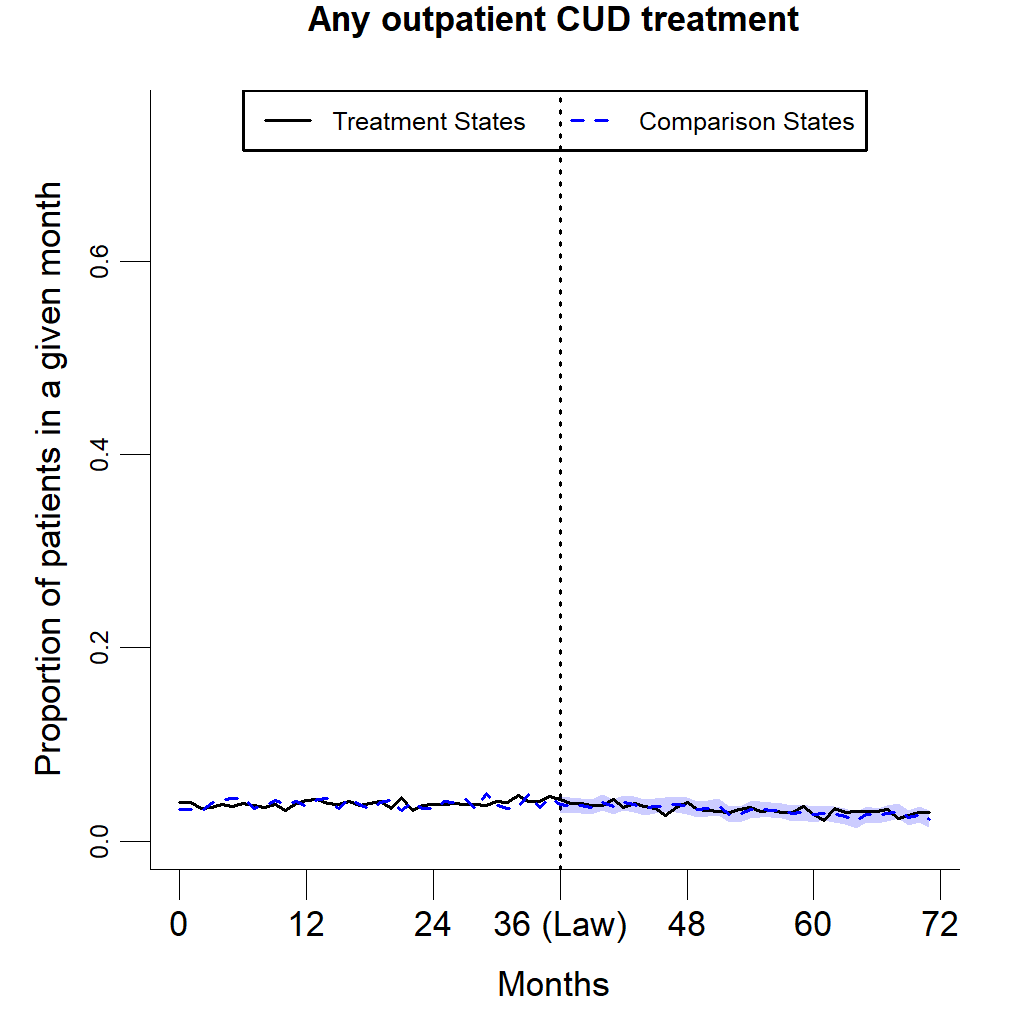 Any outpatient CUD treatment
Treatment States
Comparison States
Proportion of patients in a given month
0.6
0.4
0.2
0.0
0
12
24
36 (Law)
48
60
72
Months